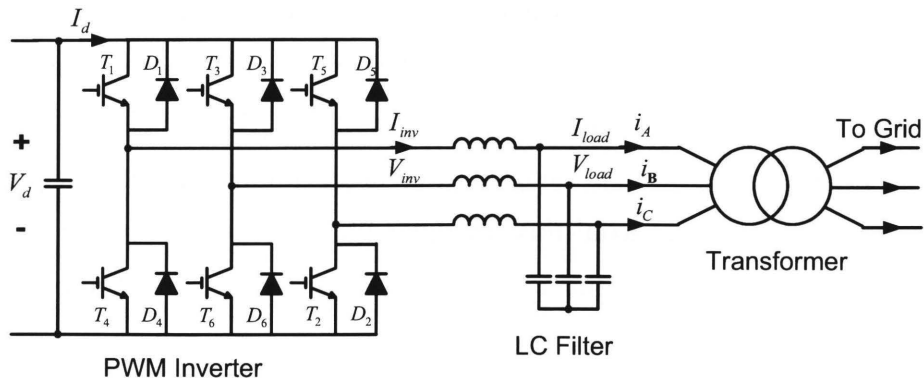 I_d
T_1 D_1 T_3 D_3 T_5 D_5
I_inv I_load i_A To Grid
+
V_d
-
V_inv V_load i_B
i_C
Transformer
T_4 D_4 T_6 D_6 T_2 D_2
LC Filter
PWM Inverter